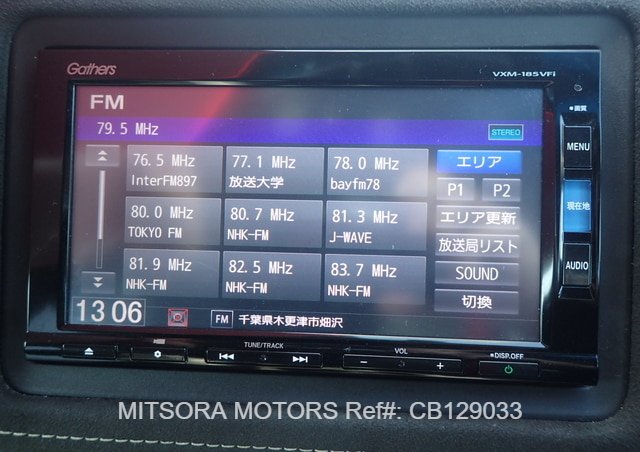 Gathers
VXM-185VFi
FM
79.5 MHz
STEREO
76.5 MHz
InterFM897
77.1 MHz
放送大学
78.0 MHz
bayfm78
エリア
P1
P2
80.0 MHz
TOKYO FM
80.7 MHz
NHK-FM
81.3 MHz
J-WAVE
エリア更新
放送局リスト
81.9 MHz
NHK-FM
82.5 MHz
NHK-FM
83.7 MHz
NHK-FM
SOUND
切換
13:06
FM
千葉県木更津市畑沢
画質
MENU
現在地
AUDIO
TUNE/TRACK
VOL
DISP.OFF
MITSORA MOTORS Ref#: CB129033